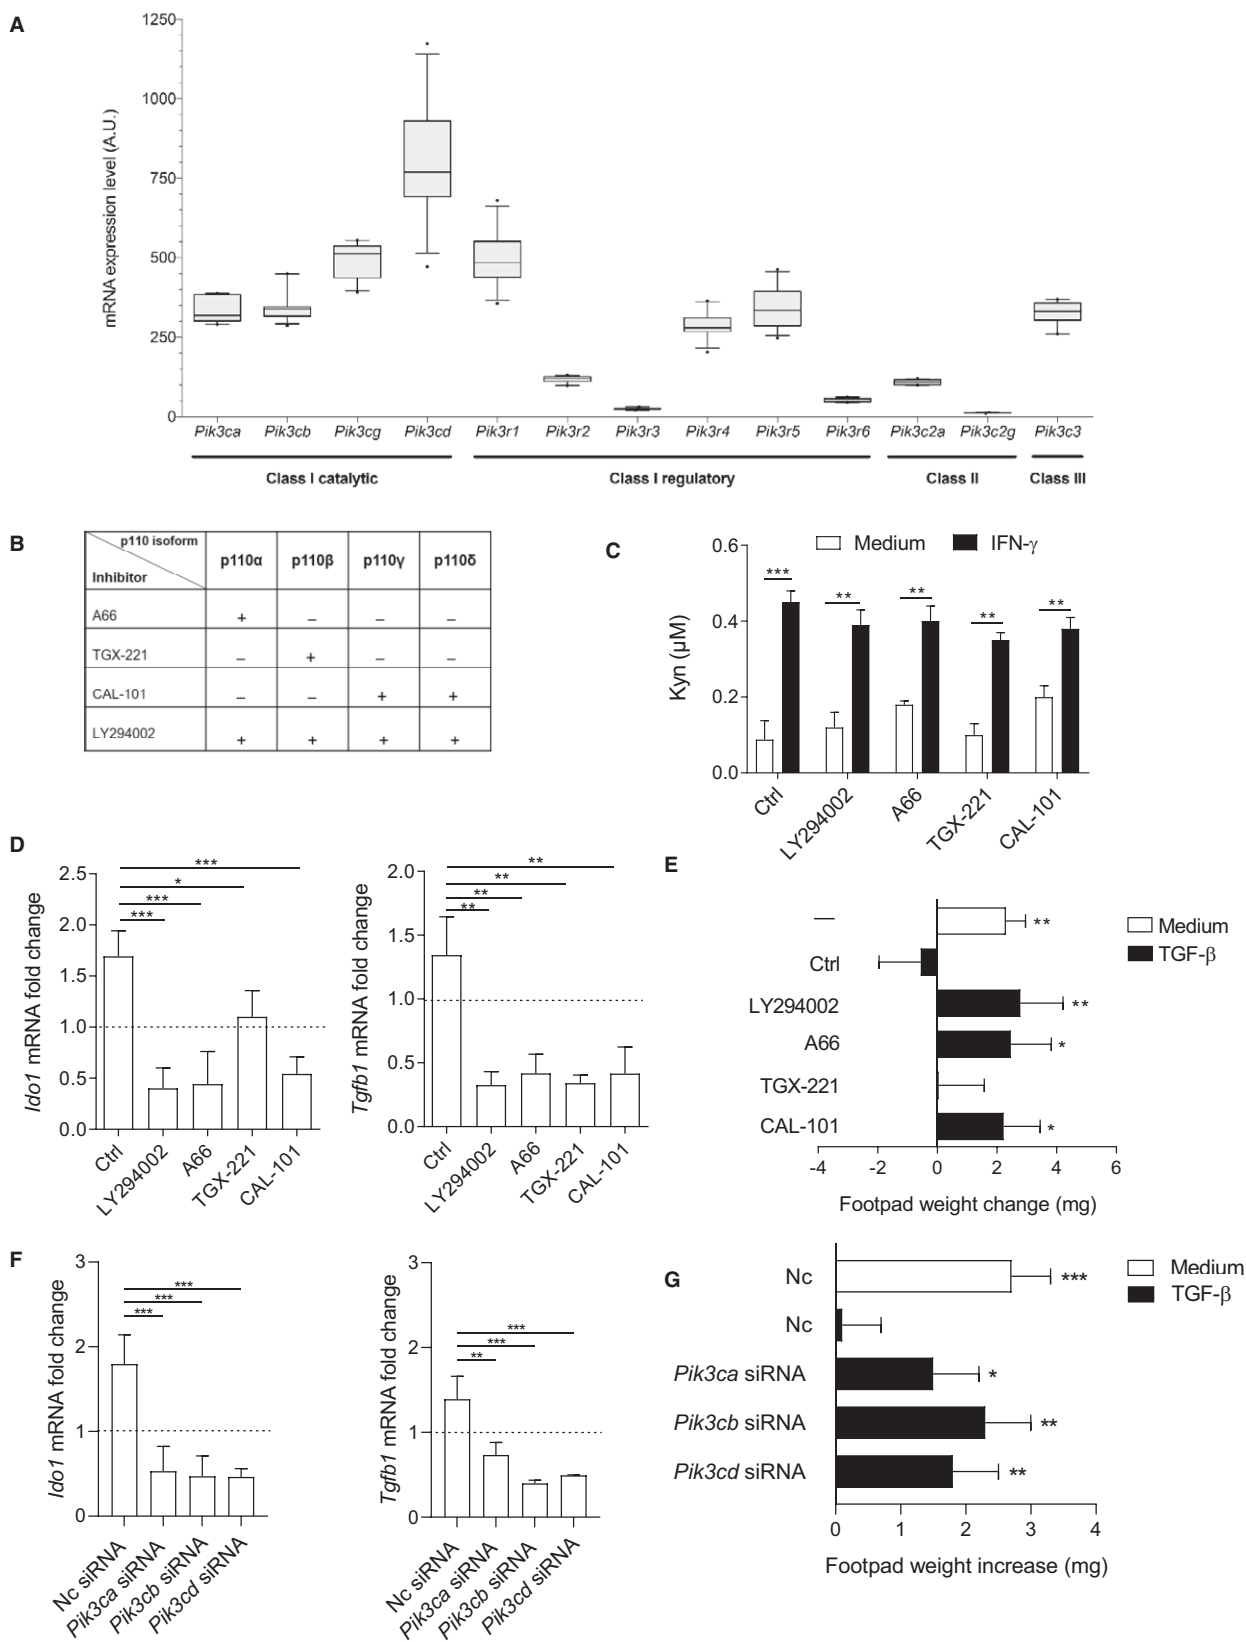 A
mRNA expression level (A.U.)
1250
1000
750
500
250
0
Pik3ca Pik3cb Pik3cg Pik3cd Pik3r1 Pik3r2 Pik3r3 Pik3r4 Pik3r5 Pik3r6 Pik3c2a Pik3c2g Pik3c3
Class I catalytic Class I regulatory Class II Class III
B
p110 isoform
Inhibitor
p110α p110β p110γ p110δ
A66 + – – –
TGX-221 – + – –
CAL-101 – – + +
LY294002 + + + +
C
Medium IFN-γ
Kyn (μM)
0.6
0.4
0.2
0.0
*** ** ** ** **
Ctrl LY294002 A66 TGX-221 CAL-101
D
Ido1 mRNA fold change
2.5
2.0
1.5
1.0
0.5
0.0
***
*
***
***
Ctrl LY294002 A66 TGX-221 CAL-101
Tgfb1 mRNA fold change
2.0
1.5
1.0
0.5
0.0
**
**
**
**
Ctrl LY294002 A66 TGX-221 CAL-101
E
Medium
TGF-β
— **
Ctrl
LY294002 **
A66 *
TGX-221
CAL-101 *
-4 -2 0 2 4 6
Footpad weight change (mg)
F
Ido1 mRNA fold change
3
2
1
0
***
***
***
Nc siRNA Pik3ca siRNA Pik3cb siRNA Pik3cd siRNA
Tgfb1 mRNA fold change
3
2
1
0
***
***
**
Nc siRNA Pik3ca siRNA Pik3cb siRNA Pik3cd siRNA
G
Medium
TGF-β
Nc ***
Nc
Pik3ca siRNA *
Pik3cb siRNA **
Pik3cd siRNA **
0 1 2 3 4
Footpad weight increase (mg)